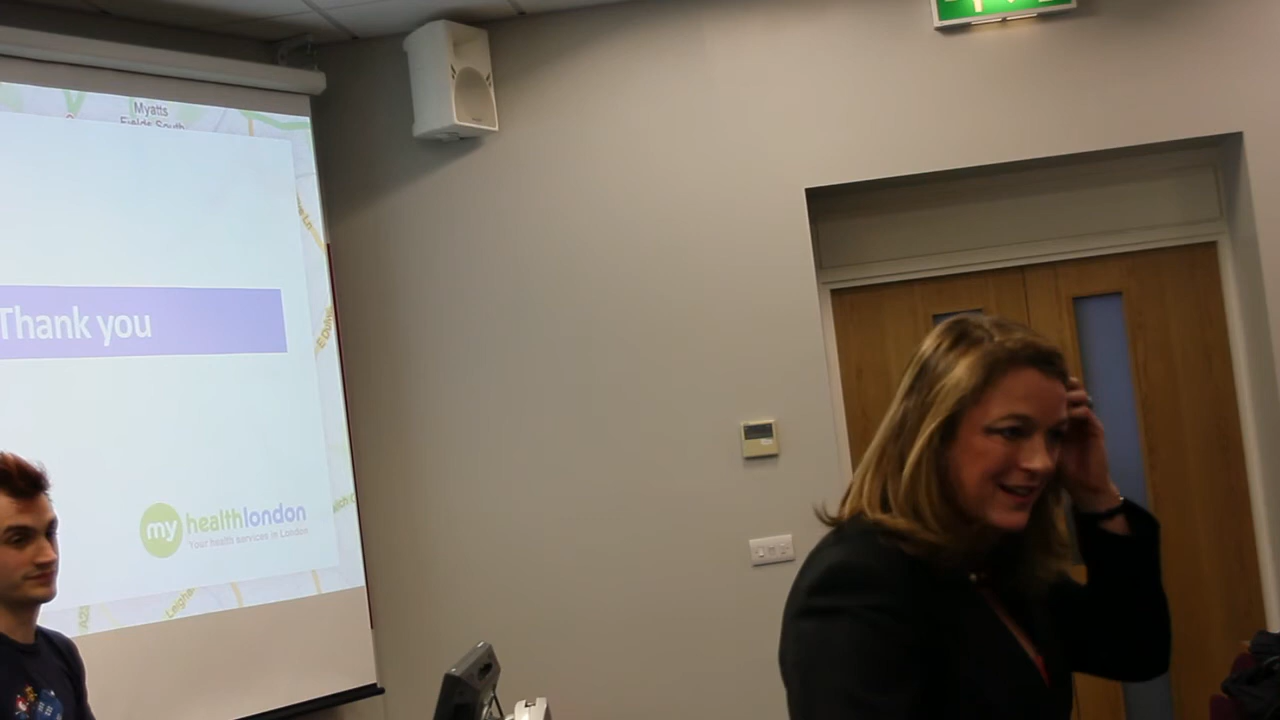 Myatts
Fields South
Thank you
my healthlondon
Your health services in London